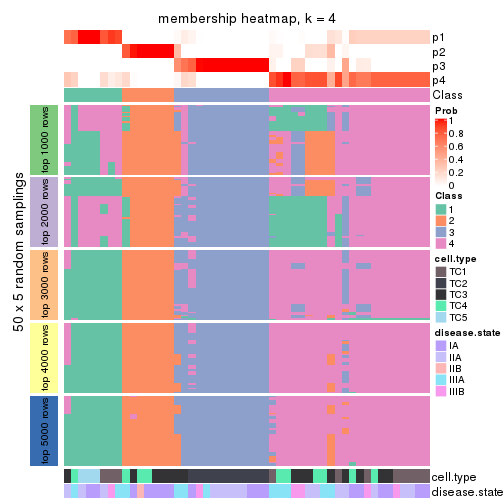 membership heatmap, k = 4
p1
p2
p3
p4
Class
50 x 5 random samplings
top 1000 rows
top 2000 rows
top 3000 rows
top 4000 rows
top 5000 rows
Prob
1
0.8
0.6
0.4
0.2
0
Class
1
2
3
4
cell.type
TC1
TC2
TC3
TC4
TC5
disease.state
IA
IIA
IIB
IIIA
IIIB
cell.type
disease.state